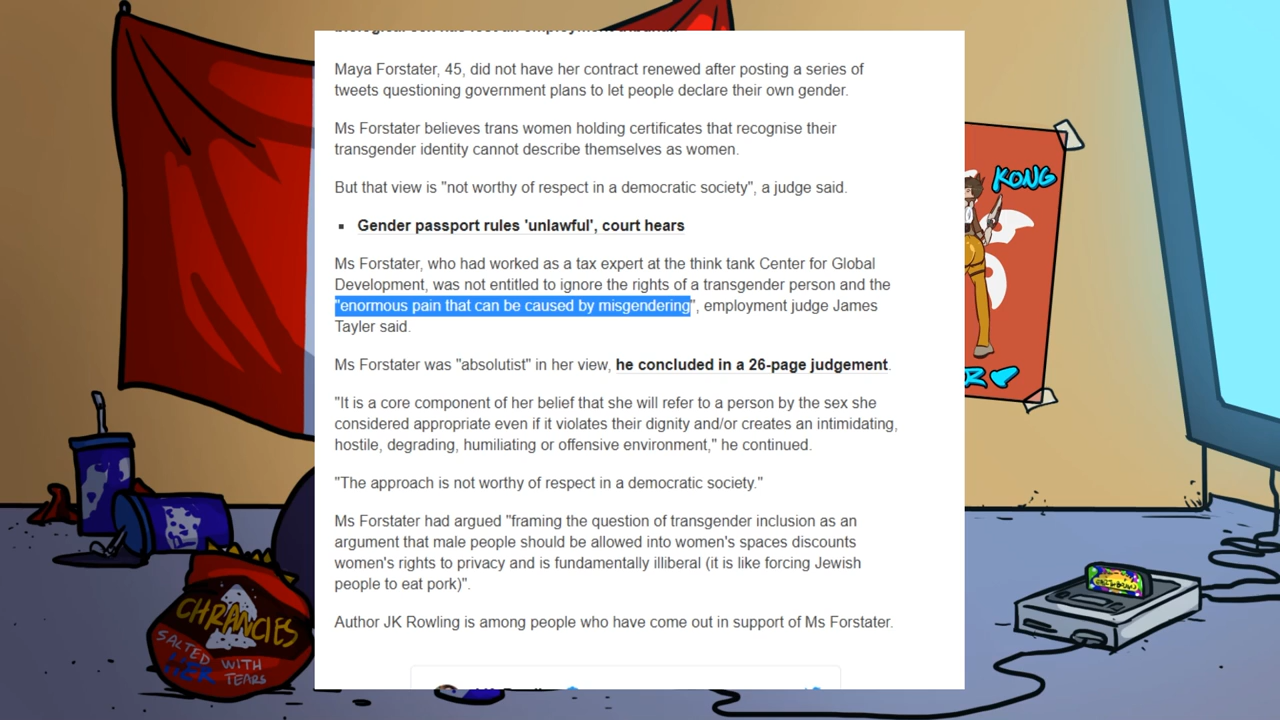 Maya Forstater, 45, did not have her contract renewed after posting a series of
tweets questioning government plans to let people declare their own gender.
Ms Forstater believes trans women holding certificates that recognise their
transgender identity cannot describe themselves as women.
But that view is "not worthy of respect in a democratic society", a judge said.
Gender passport rules 'unlawful', court hears
Ms Forstater, who had worked as a tax expert at the think tank Center for Global
Development, was not entitled to ignore the rights of a transgender person and the
"enormous pain that can be caused by misgendering", employment judge James
Tayler said.
Ms Forstater was "absolutist" in her view, he concluded in a 26-page judgement.
"It is a core component of her belief that she will refer to a person by the sex she
considered appropriate even if it violates their dignity and/or creates an intimidating,
hostile, degrading, humiliating or offensive environment," he continued.
"The approach is not worthy of respect in a democratic society."
Ms Forstater had argued "framing the question of transgender inclusion as an
argument that male people should be allowed into women's spaces discounts
women's rights to privacy and is fundamentally illiberal (it is like forcing Jewish
people to eat pork)".
Author JK Rowling is among people who have come out in support of Ms Forstater.
KONG
CHRANCIES
SALTED WITH
HER TEARS